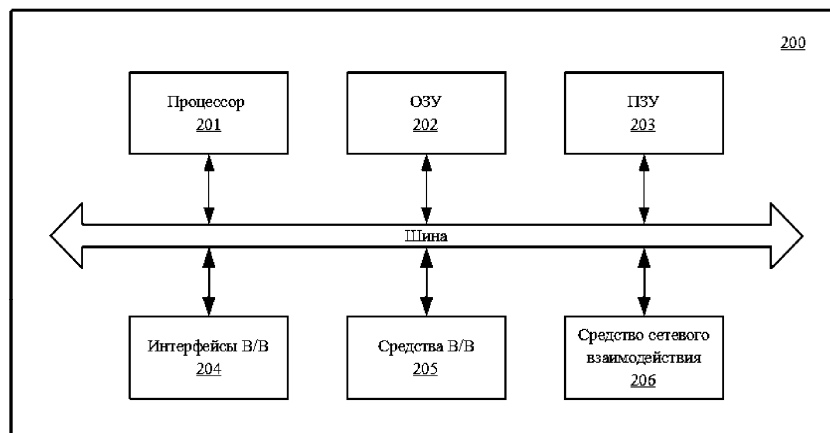 200
Процессор
201
ОЗУ
202
ПЗУ
203
Шина
Интерфейсы В/В
204
Средства В/В
205
Средство сетевого
взаимодействия
206